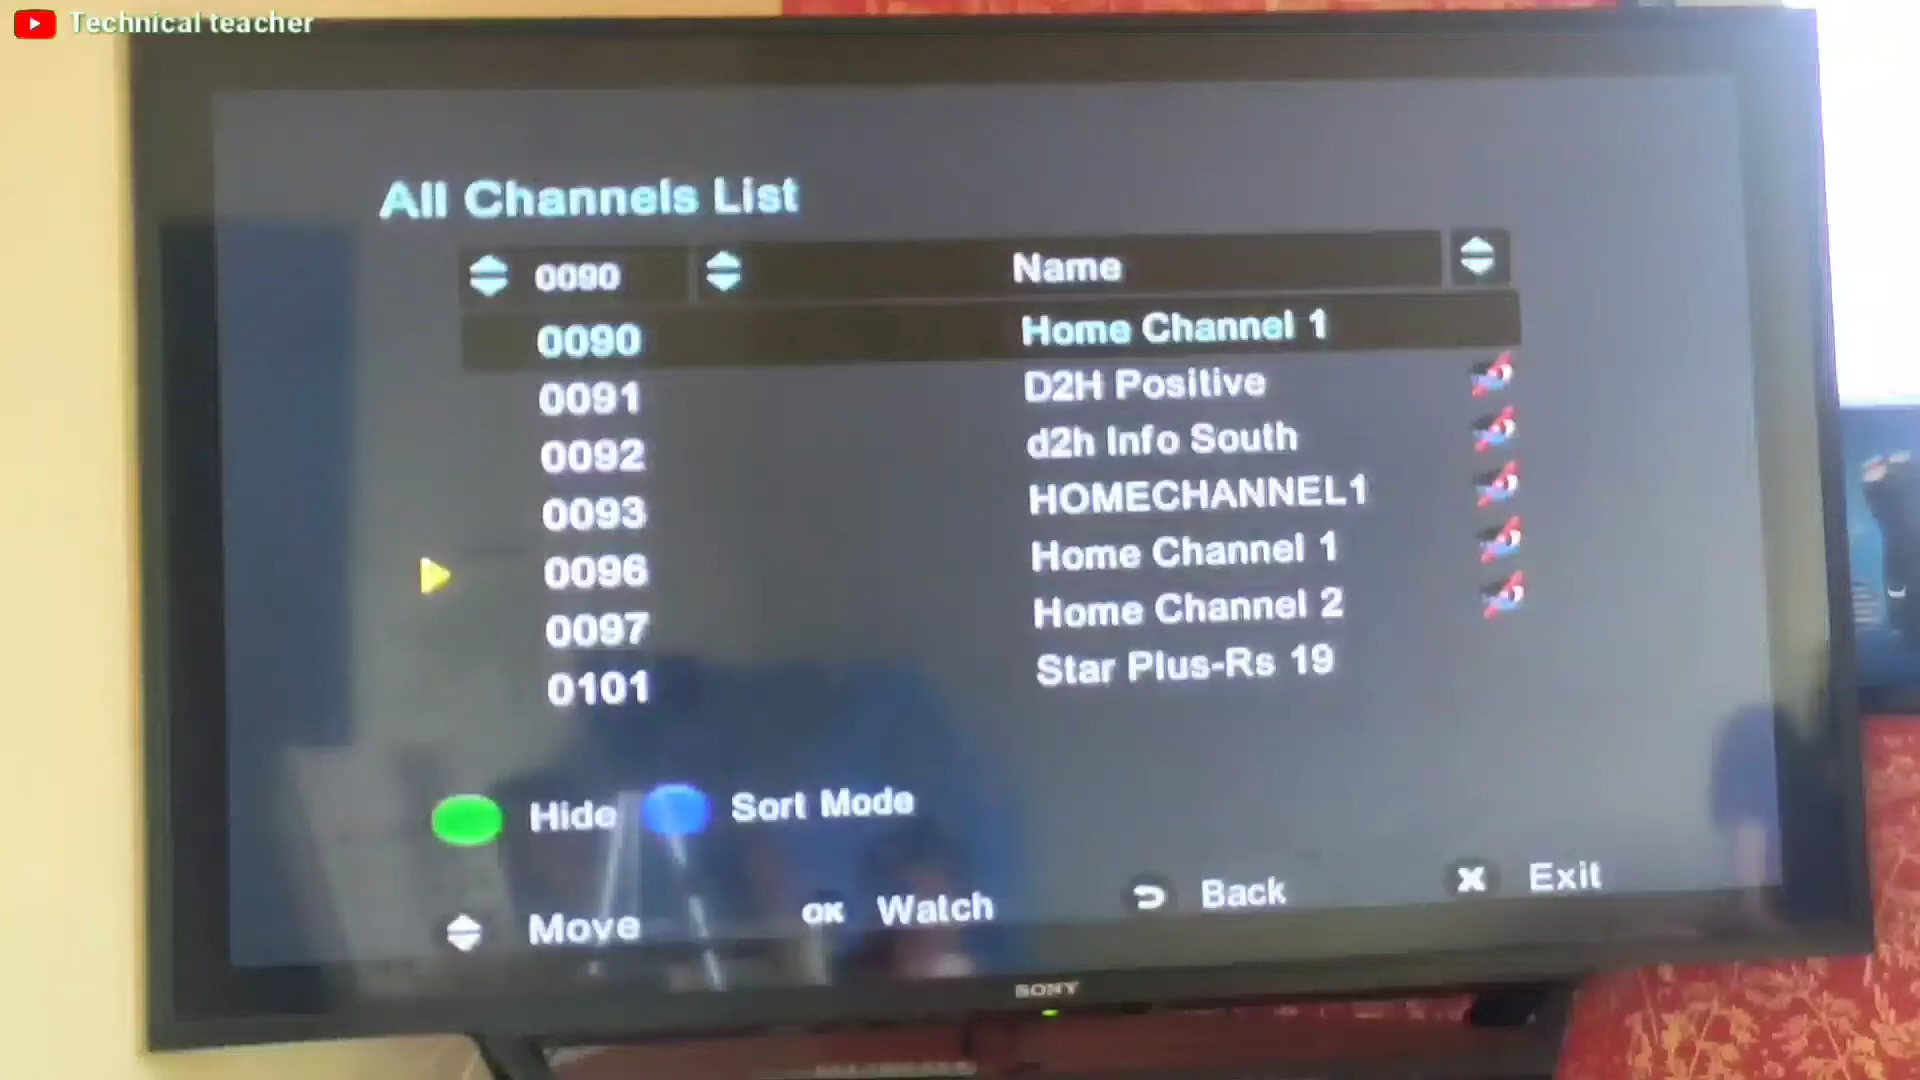 Technical teacher
All Channels List
0090 Name
0090 Home Channel 1
0091 D2H Positive
0092 d2h Info South
0093 HOMECHANNEL1
0096 Home Channel 1
0097 Home Channel 2
0101 Star Plus-Rs 19
Hide Sort Mode
Move OK Watch Back Exit
SONY